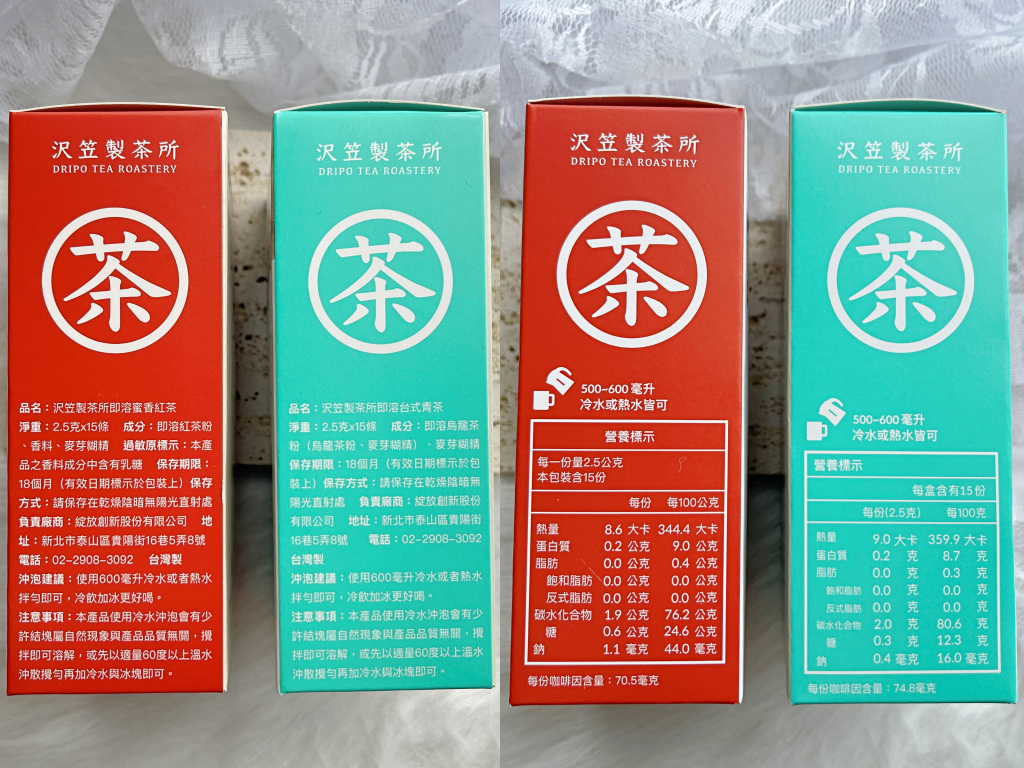 沢笠製茶所
DRIPO TEA ROASTERY
茶
品名：沢笠製茶所即溶蜜香紅茶
淨重：2.5克x15條　成分：即溶紅茶粉
、香料、麥芽糊精　過敏原標示：本產
品之香料成分中含有乳糖　保存期限：
18個月（有效日期標示於包裝上）保存
方式：請保存在乾燥陰暗無陽光直射處
負責廠商：綻放創新股份有限公司　地
址：新北市泰山區貴陽街16巷5弄8號
電話：02-2908-3092　台灣製
沖泡建議：使用600毫升冷水或者熱水
拌勻即可，冷飲加冰更好喝。
注意事項：本產品使用冷水沖泡會有少
許結塊屬自然現象與產品品質無關，攪
拌即可溶解，或先以適量60度以上溫水
沖散攪勻再加冷水與冰塊即可。
沢笠製茶所
DRIPO TEA ROASTERY
茶
品名：沢笠製茶所即溶台式青茶
淨重：2.5克x15條　成分：即溶烏龍茶
粉（烏龍茶粉、麥芽糊精）、麥芽糊精
保存期限：18個月（有效日期標示於包
裝上）保存方式：請保存在乾燥陰暗無
陽光直射處　負責廠商：綻放創新股份
有限公司　地址：新北市泰山區貴陽街
16巷5弄8號　電話：02-2908-3092
台灣製
沖泡建議：使用600毫升冷水或者熱水
拌勻即可，冷飲加冰更好喝。
注意事項：本產品使用冷水沖泡會有少
許結塊屬自然現象與產品品質無關，攪
拌即可溶解，或先以適量60度以上溫水
沖散攪勻再加冷水與冰塊即可。
沢笠製茶所
DRIPO TEA ROASTERY
茶
500~600 毫升
冷水或熱水皆可
營養標示
每一份量2.5公克
本包裝含15份
每份　每100公克
熱量　8.6 大卡　344.4 大卡
蛋白質　0.2 公克　9.0 公克
脂肪　0.0 公克　0.4 公克
飽和脂肪　0.0 公克　0.0 公克
反式脂肪　0.0 公克　0.0 公克
碳水化合物　1.9 公克　76.2 公克
糖　0.6 公克　24.6 公克
鈉　1.1 毫克　44.0 毫克
每份咖啡因含量：70.5毫克
沢笠製茶所
DRIPO TEA ROASTERY
茶
500~600 毫升
冷水或熱水皆可
營養標示
每盒含有15份
每份(2.5克)　每100克
熱量　9.0 大卡　359.9 大卡
蛋白質　0.2 克　8.7 克
脂肪　0.0 克　0.3 克
飽和脂肪　0.0 克　0.0 克
反式脂肪　0.0 克　0.0 克
碳水化合物　2.0 克　80.6 克
糖　0.3 克　12.3 克
鈉　0.4 毫克　16.0 毫克
每份咖啡因含量：74.8毫克